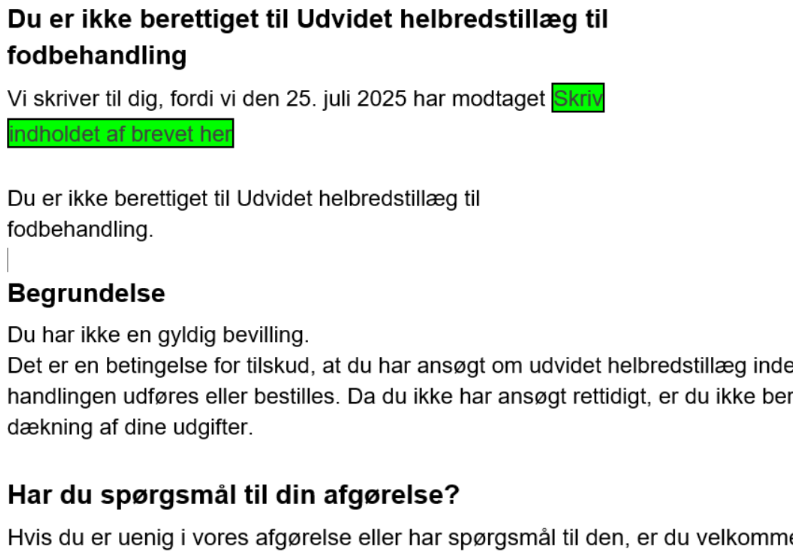 Du er ikke berettiget til Udvidet helbredstillæg til
fodbehandling
Vi skriver til dig, fordi vi den 25. juli 2025 har modtaget Skriv
indholdet af brevet her
Du er ikke berettiget til Udvidet helbredstillæg til
fodbehandling.
Begrundelse
Du har ikke en gyldig bevilling.
Det er en betingelse for tilskud, at du har ansøgt om udvidet helbredstillæg inde
handlingen udføres eller bestilles. Da du ikke har ansøgt rettidigt, er du ikke ber
dækning af dine udgifter.
Har du spørgsmål til din afgørelse?
Hvis du er uenig i vores afgørelse eller har spørgsmål til den, er du velkomme